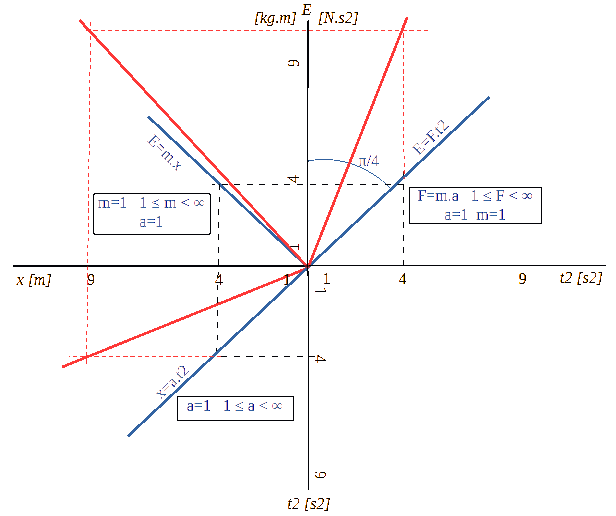 E
[kg.m] [N.s2]
9
E=m.x
E=F.t2
π/4
4
m=1 1 ≤ m < ∞
a=1
F=m.a 1 ≤ F < ∞
a=1 m=1
1
x [m] 9 4 1 1 4 9 t2 [s2]
1
4
x=a.t2
a=1 1 ≤ a < ∞
9
t2 [s2]